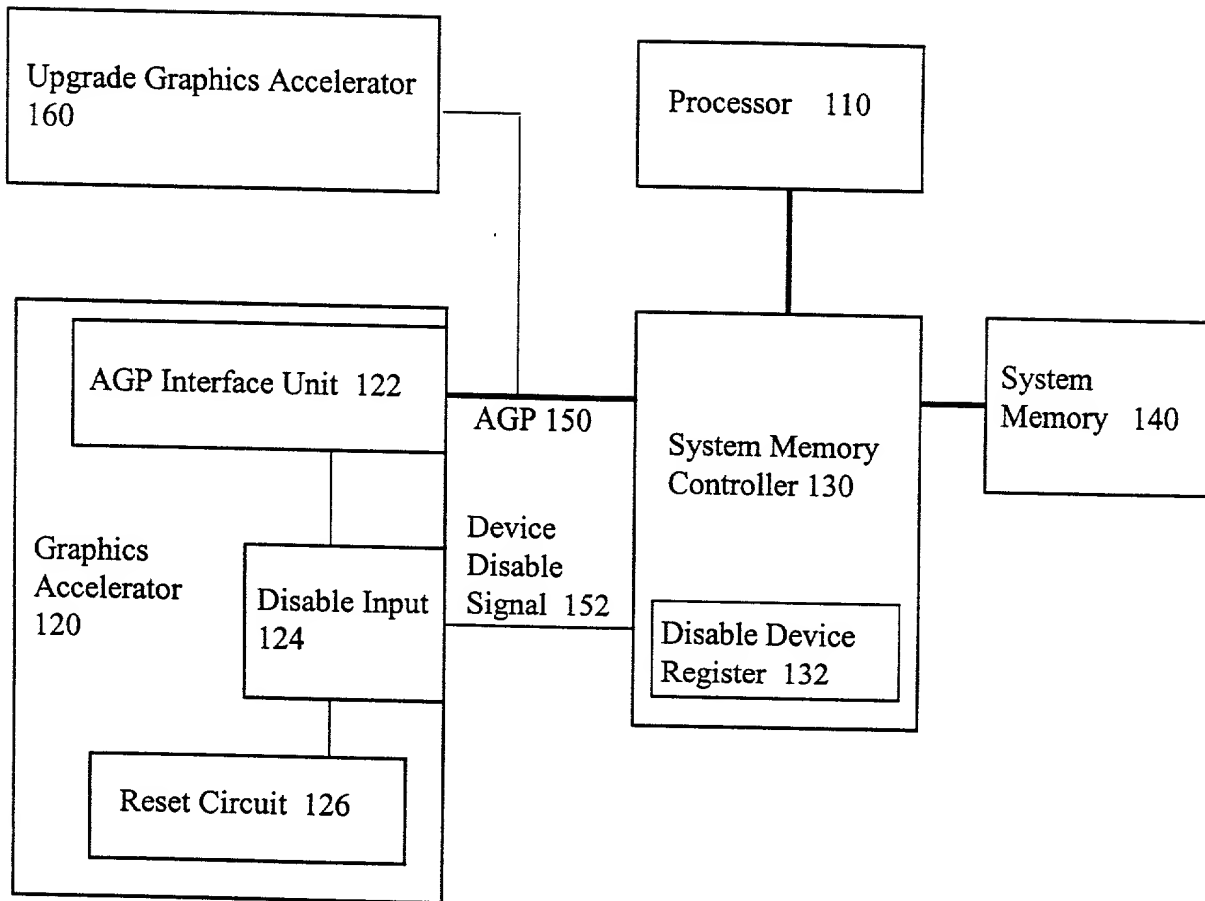 Upgrade Graphics Accelerator
160
Processor 110
AGP Interface Unit 122
AGP 150
System Memory
Controller 130
System
Memory 140
Graphics
Accelerator
120
Disable Input
124
Device
Disable
Signal 152
Disable Device
Register 132
Reset Circuit 126